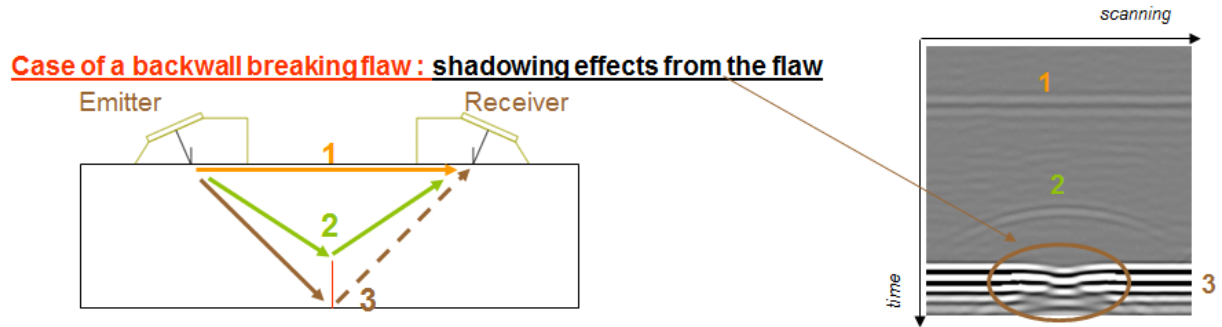 scanning
Case of a backwall breaking flaw : shadowing effects from the flaw
Emitter
Receiver
1
2
3
1
2
3
time